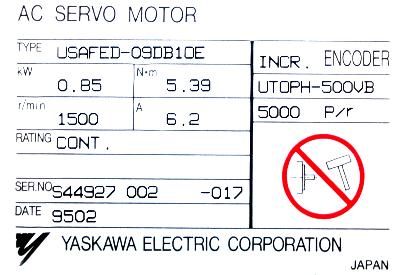 AC SERVO MOTOR
TYPE USAFED-09DB10E
kW 0.85 N·m 5.39
r/min 1500 A 6.2
RATING CONT.
SER.NO S44927 002 -017
DATE 9502
INCR. ENCODER
UTOPH-500VB
5000 P/r
YASKAWA ELECTRIC CORPORATION
JAPAN